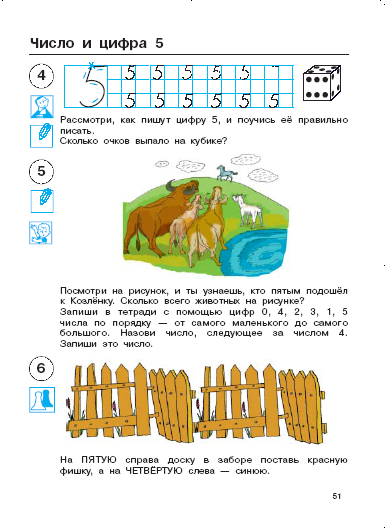 Число и цифра 5
4
5 5 5 5 5 5
5 5 5 5 5 5 5
Рассмотри, как пишут цифру 5, и поучись её правильно
писать.
Сколько очков выпало на кубике?
5
Посмотри на рисунок, и ты узнаешь, кто пятым подошёл
к Козлёнку. Сколько всего животных на рисунке?
Запиши в тетради с помощью цифр 0, 4, 2, 3, 1, 5
числа по порядку — от самого маленького до самого
большого. Назови число, следующее за числом 4.
Запиши это число.
6
На ПЯТУЮ справа доску в заборе поставь красную
фишку, а на ЧЕТВЁРТУЮ слева — синюю.
51